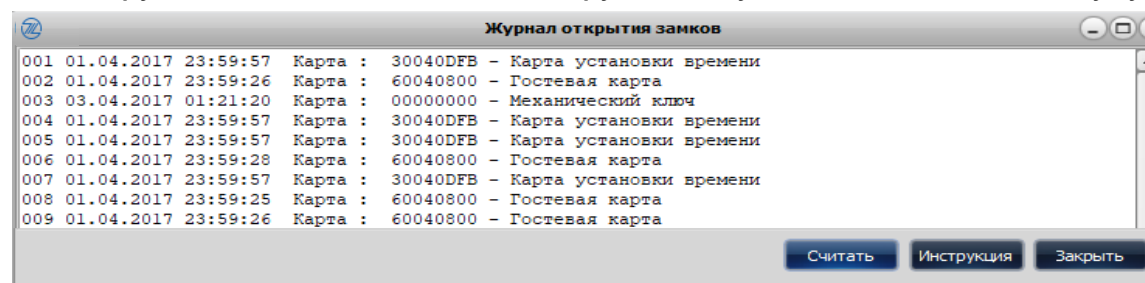 Журнал открытия замков
001 01.04.2017 23:59:57 Карта : 30040DFB - Карта установки времени
002 01.04.2017 23:59:26 Карта : 60040800 - Гостевая карта
003 03.04.2017 01:21:20 Карта : 00000000 - Механический ключ
004 01.04.2017 23:59:57 Карта : 30040DFB - Карта установки времени
005 01.04.2017 23:59:57 Карта : 30040DFB - Карта установки времени
006 01.04.2017 23:59:28 Карта : 60040800 - Гостевая карта
007 01.04.2017 23:59:57 Карта : 30040DFB - Карта установки времени
008 01.04.2017 23:59:25 Карта : 60040800 - Гостевая карта
009 01.04.2017 23:59:26 Карта : 60040800 - Гостевая карта
Считать Инструкция Закрыть